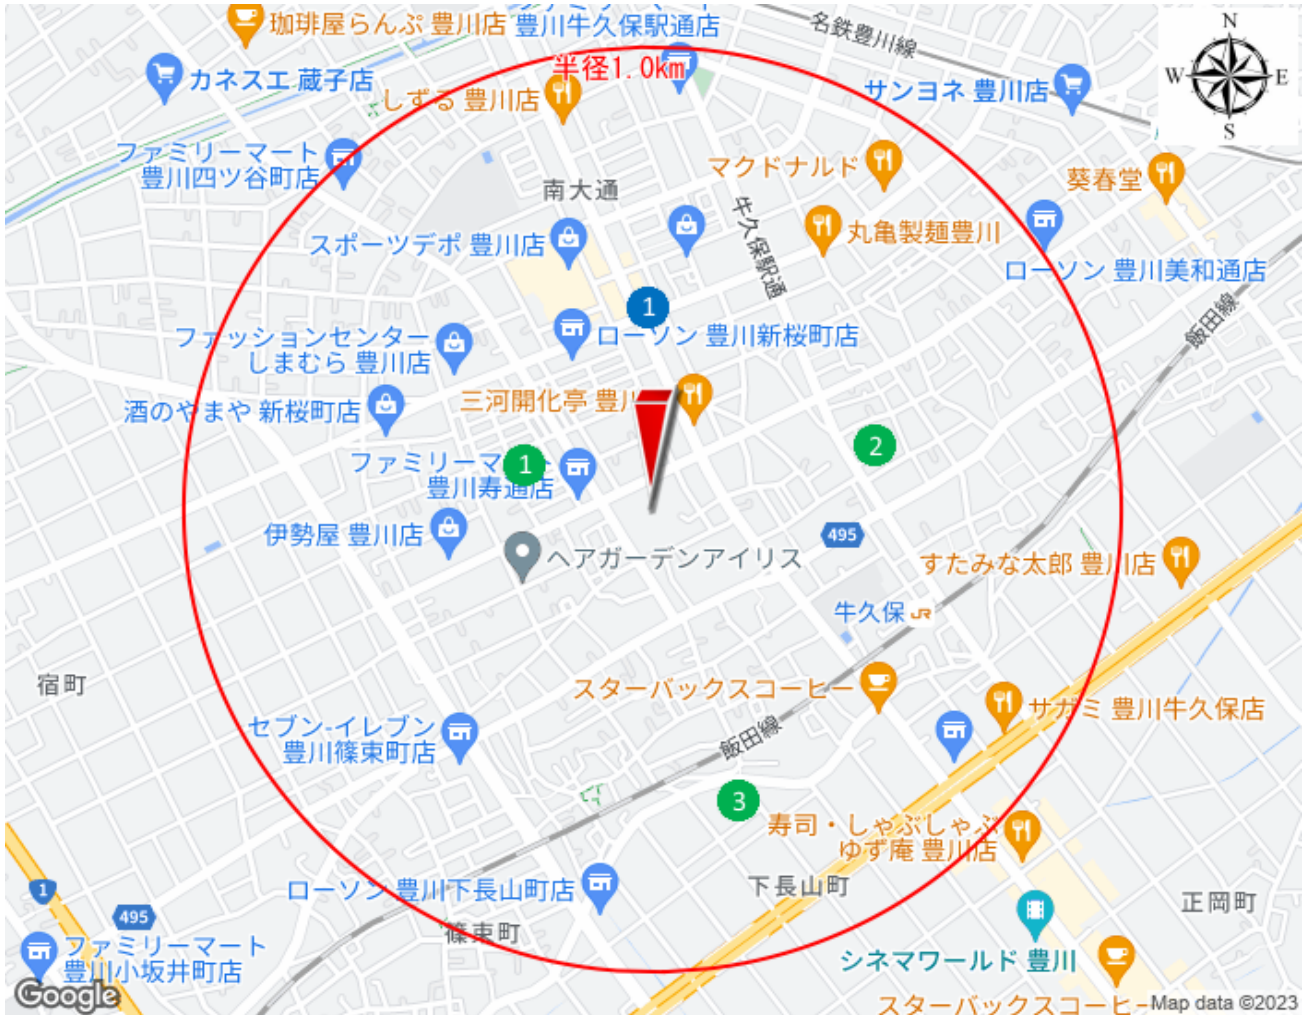 珈琲屋らんぷ 豊川店
豊川牛久保駅通店
名鉄豊川線
N
W
E
S
半径1.0km
カネスエ 蔵子店
しずる 豊川店
サンヨネ 豊川店
ファミリーマート
豊川四ツ谷町店
マクドナルド
葵春堂
南大通
牛久保駅通
スポーツデポ 豊川店
丸亀製麺豊川
ローソン 豊川美和通店
1
飯田線
ローソン 豊川新桜町店
ファッションセンター
しまむら 豊川店
酒のやまや 新桜町店
三河開化亭 豊川
2
1
ファミリーマート
豊川寿通店
伊勢屋 豊川店
495
ヘアガーデンアイリス
すたみな太郎 豊川店
牛久保
JR
宿町
スターバックスコーヒー
サガミ 豊川牛久保店
セブン-イレブン
豊川篠束町店
飯田線
3
寿司・しゃぶしゃぶ
ゆず庵 豊川店
ローソン 豊川下長山町店
下長山町
1
正岡町
495
篠束町
ファミリーマート
豊川小坂井町店
シネマワールド 豊川
Google
スターバックスコーヒー
Map data ©2023